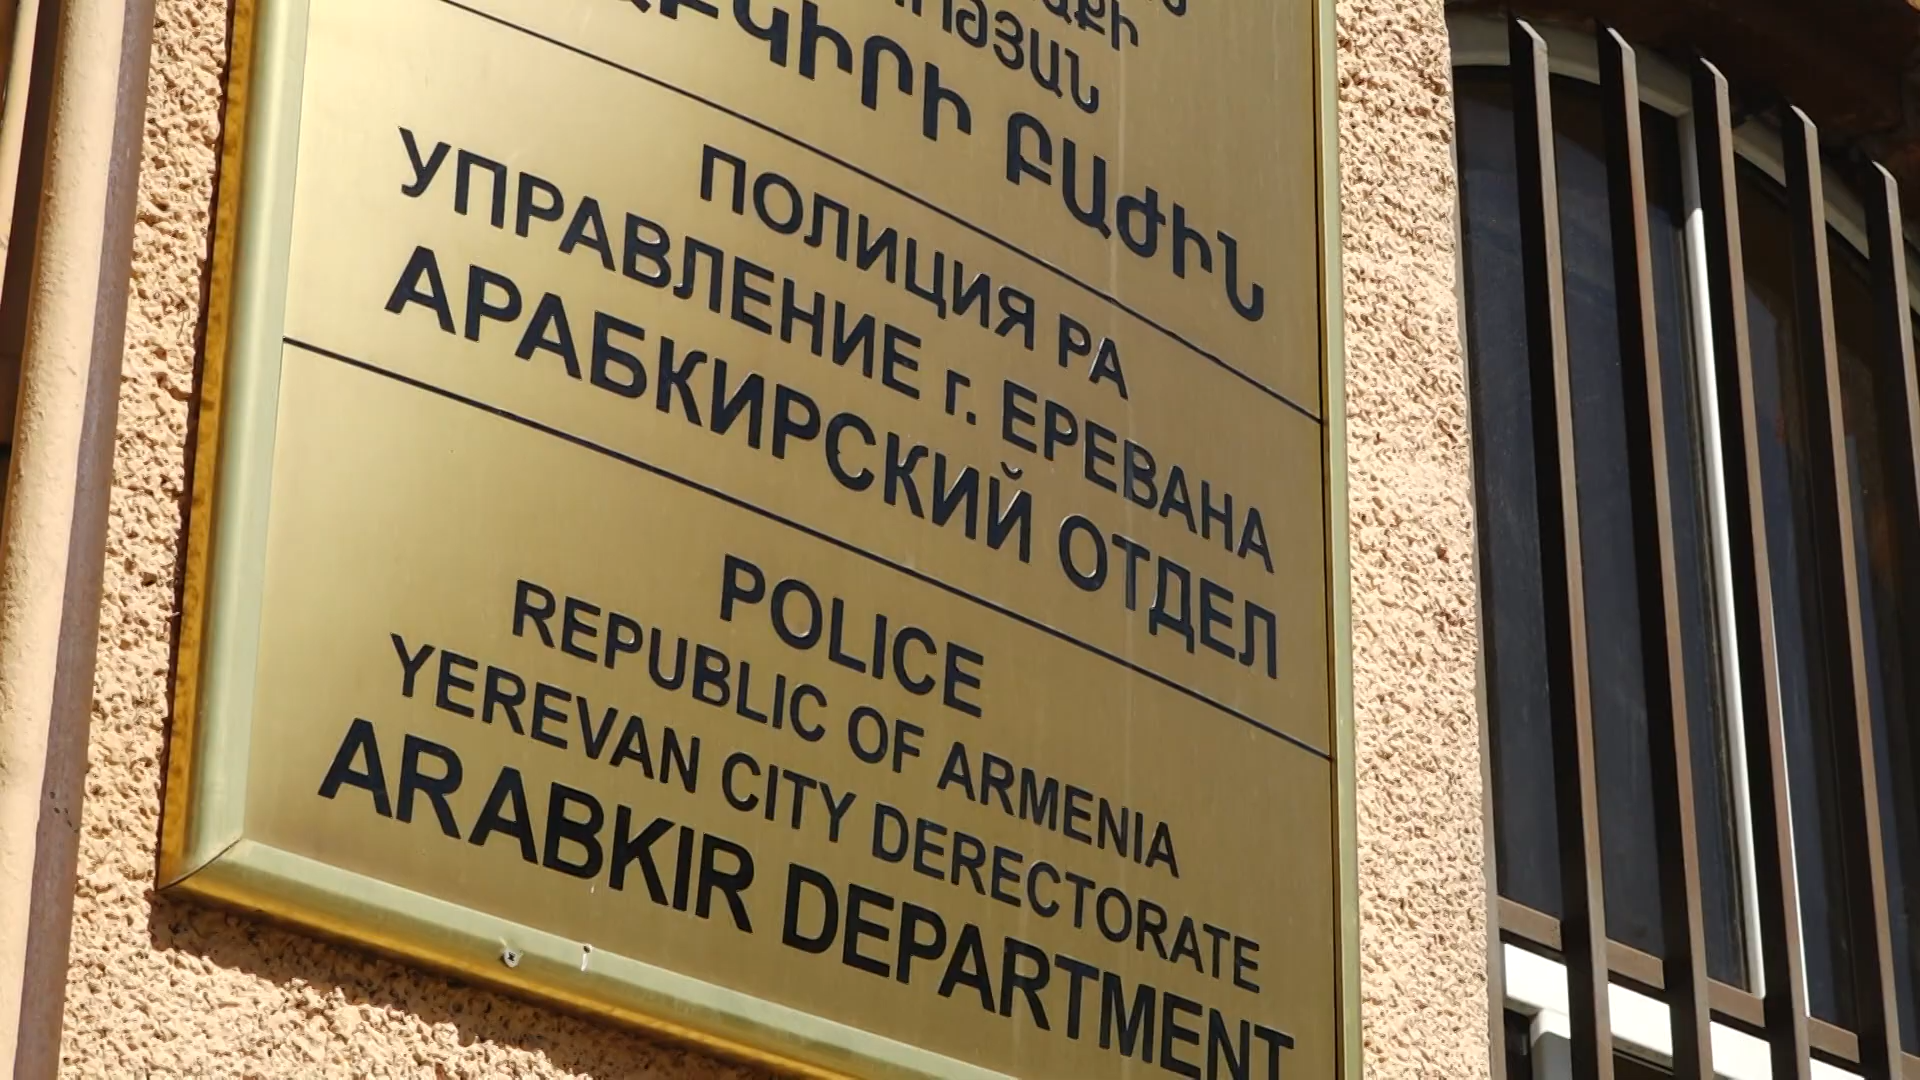 ԲԱԺԻՆ
ПОЛИЦИЯ РА
УПРАВЛЕНИЕ г. ЕРЕВАНА
АРАБКИРСКИЙ ОТДЕЛ
POLICE
REPUBLIC OF ARMENIA
YEREVAN CITY DERECTORATE
ARABKIR DEPARTMENT